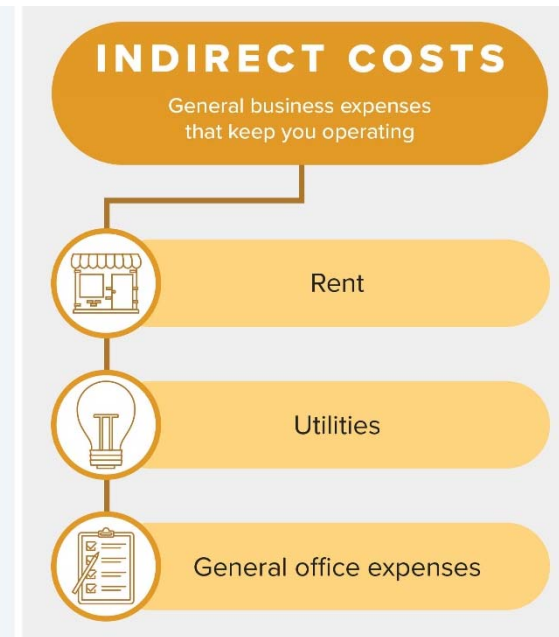 INDIRECT COSTS
General business expenses
that keep you operating
Rent
Utilities
General office expenses